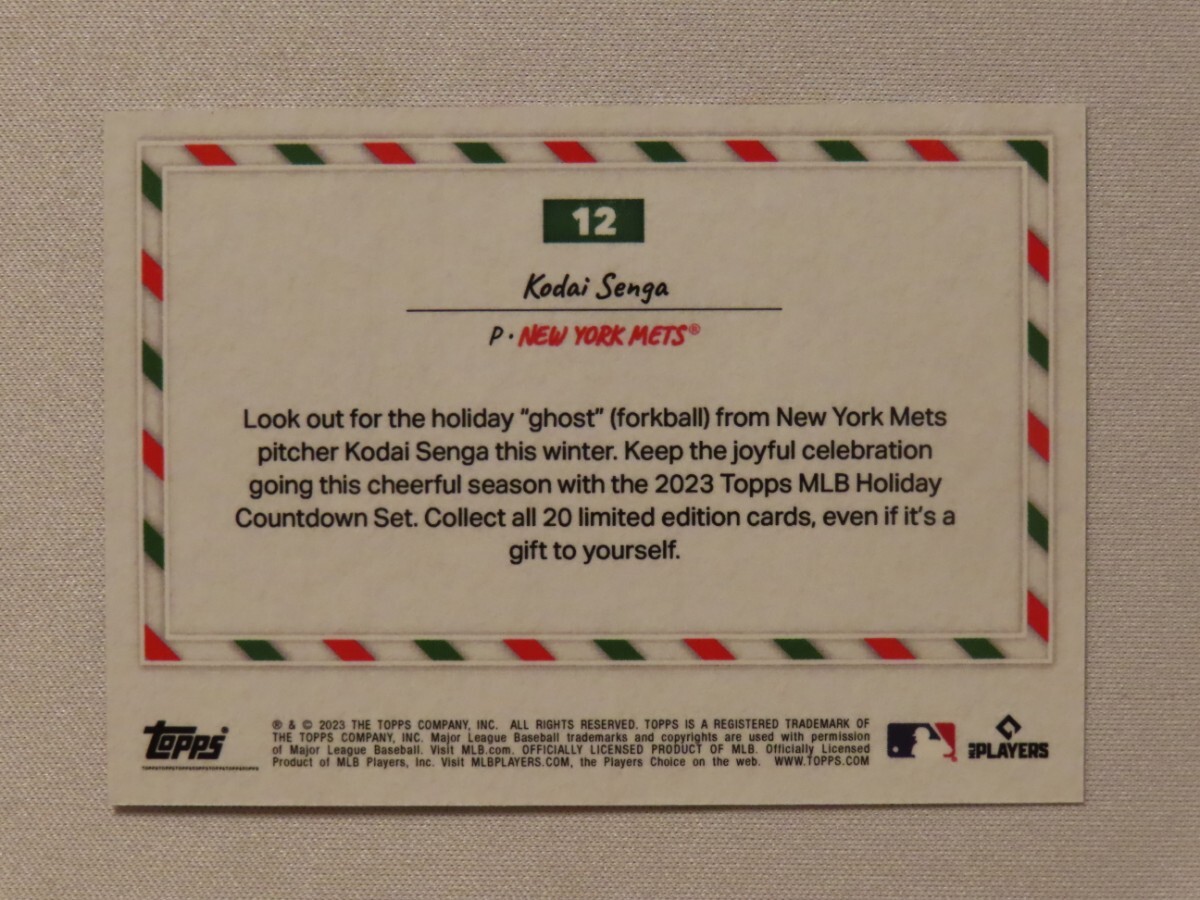 12
Kodai Senga
P · NEW YORK METS®
Look out for the holiday “ghost” (forkball) from New York Mets
pitcher Kodai Senga this winter. Keep the joyful celebration
going this cheerful season with the 2023 Topps MLB Holiday
Countdown Set. Collect all 20 limited edition cards, even if it’s a
gift to yourself.
Topps®
® & © 2023 THE TOPPS COMPANY, INC. ALL RIGHTS RESERVED. TOPPS IS A REGISTERED TRADEMARK OF
THE TOPPS COMPANY, INC. Major League Baseball trademarks and copyrights are used with permission
of Major League Baseball. Visit MLB.com. OFFICIALLY LICENSED PRODUCT OF MLB. Officially Licensed
Product of MLB Players, Inc. Visit MLBPLAYERS.COM, the Players Choice on the web. WWW.TOPPS.COM
MLB PLAYERS